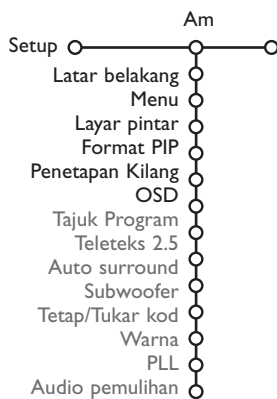 Am
Setup
Latar belakang
Menu
Layar pintar
Format PIP
Penetapan Kilang
OSD
Tajuk Program
Teleteks 2.5
Auto surround
Subwoofer
Tetap/Tukar kod
Warna
PLL
Audio pemulihan